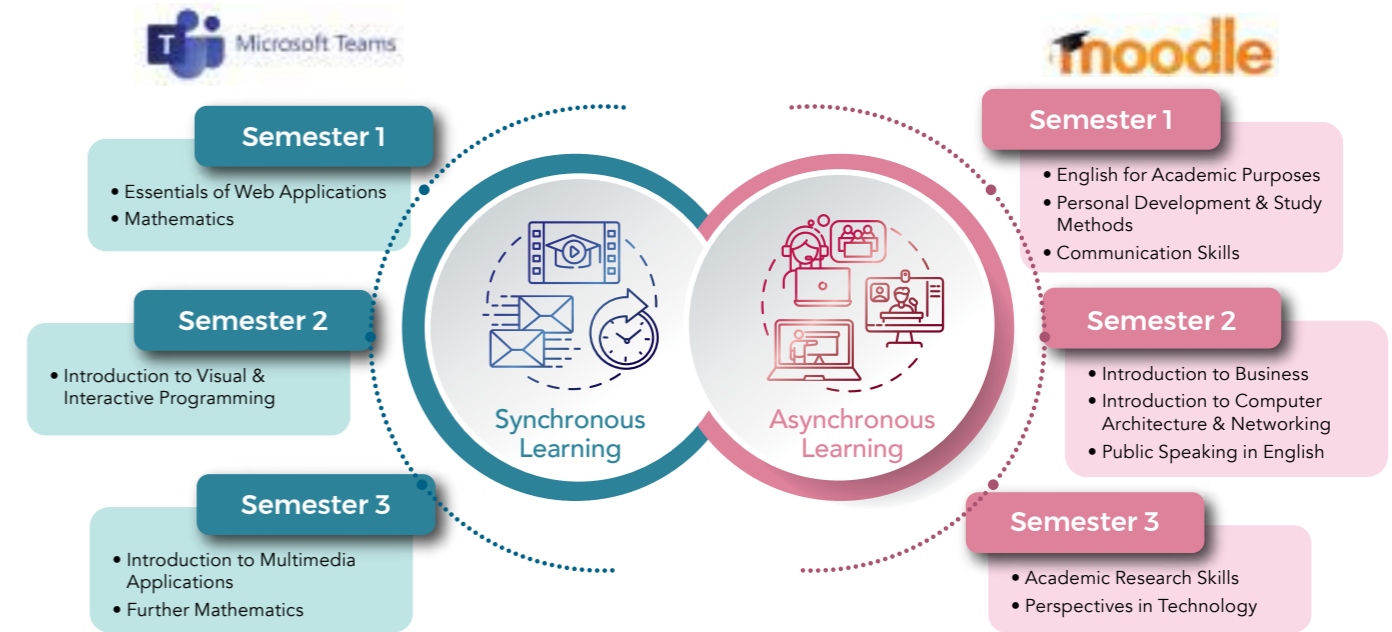 Microsoft Teams
Semester 1
• Essentials of Web Applications
• Mathematics
Semester 2
• Introduction to Visual &
Interactive Programming
Semester 3
• Introduction to Multimedia
Applications
• Further Mathematics
Synchronous
Learning
Asynchronous
Learning
moodle
Semester 1
• English for Academic Purposes
• Personal Development & Study
Methods
• Communication Skills
Semester 2
• Introduction to Business
• Introduction to Computer
Architecture & Networking
• Public Speaking in English
Semester 3
• Academic Research Skills
• Perspectives in Technology